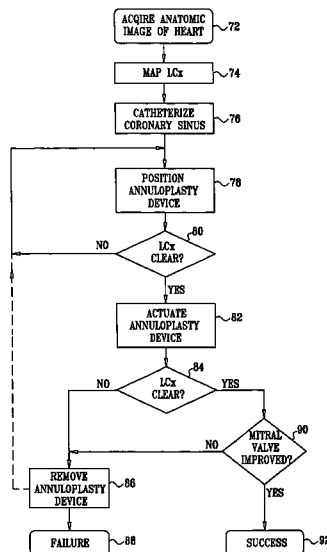 ACQIRE ANATOMIC
IMAGE OF HEART
72
MAP LCx
74
CATHETERIZE
CORONARY SINUS
76
POSITION
ANNULOPLASTY
DEVICE
78
80
LCx
CLEAR?
NO
YES
ACTUATE
ANNULOPLASTY
DEVICE
82
84
LCx
CLEAR?
NO
YES
90
MITRAL
VALVE
IMPROVED?
NO
YES
REMOVE
ANNULOPLASTY
DEVICE
86
FAILURE
88
SUCCESS
92